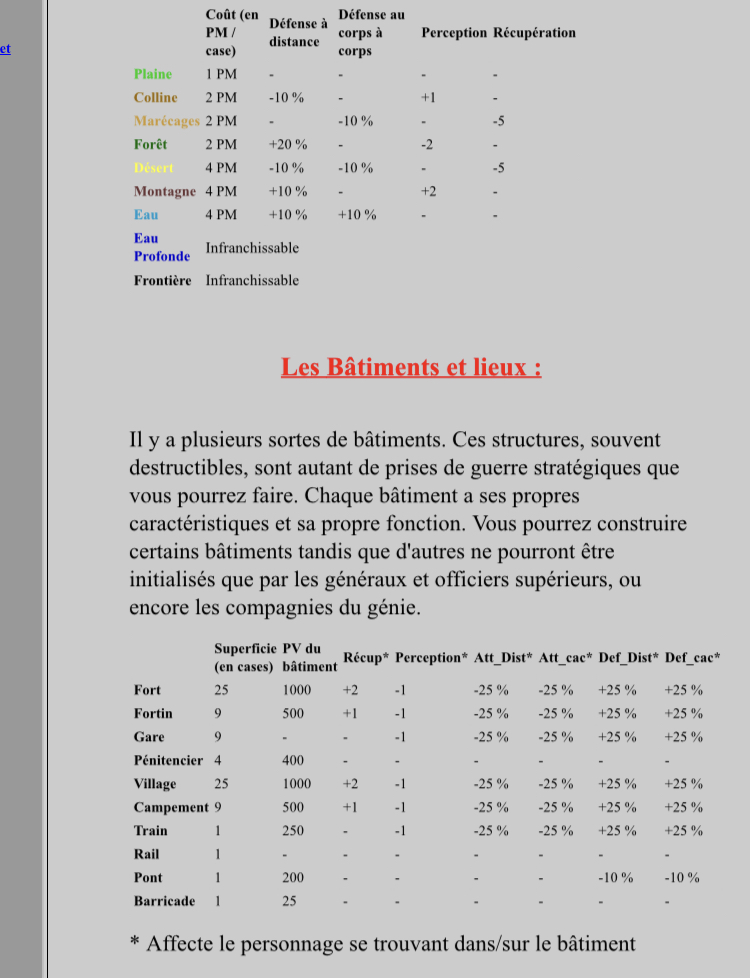 et
Coût (en PM / case) Défense à distance Défense au corps à corps Perception Récupération
Plaine 1 PM - - - -
Colline 2 PM -10 % - +1 -
Marécages 2 PM - -10 % - -5
Forêt 2 PM +20 % - -2 -
Désert 4 PM -10 % -10 % - -5
Montagne 4 PM +10 % - +2 -
Eau 4 PM +10 % +10 % - -
Eau Profonde Infranchissable
Frontière Infranchissable
Les Bâtiments et lieux :
Il y a plusieurs sortes de bâtiments. Ces structures, souvent
destructibles, sont autant de prises de guerre stratégiques que
vous pourrez faire. Chaque bâtiment a ses propres
caractéristiques et sa propre fonction. Vous pourrez construire
certains bâtiments tandis que d'autres ne pourront être
initialisés que par les généraux et officiers supérieurs, ou
encore les compagnies du génie.
Superficie (en cases) PV du bâtiment Récup* Perception* Att_Dist* Att_cac* Def_Dist* Def_cac*
Fort 25 1000 +2 -1 -25 % -25 % +25 % +25 %
Fortin 9 500 +1 -1 -25 % -25 % +25 % +25 %
Gare 9 - - -1 -25 % -25 % +25 % +25 %
Pénitencier 4 400 - - - - - -
Village 25 1000 +2 -1 -25 % -25 % +25 % +25 %
Campement 9 500 +1 -1 -25 % -25 % +25 % +25 %
Train 1 250 - -1 -25 % -25 % +25 % +25 %
Rail 1 - - - - - - -
Pont 1 200 - - - - -10 % -10 %
Barricade 1 25 - - - - - -
* Affecte le personnage se trouvant dans/sur le bâtiment